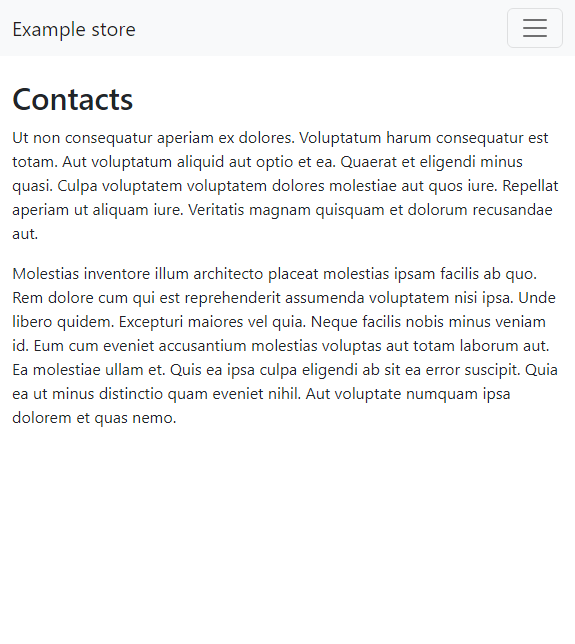 Example store
Contacts
Ut non consequatur aperiam ex dolores. Voluptatum harum consequatur est
totam. Aut voluptatum aliquid aut optio et ea. Quaerat et eligendi minus
quasi. Culpa voluptatem voluptatem dolores molestiae aut quos iure. Repellat
aperiam ut aliquam iure. Veritatis magnam quisquam et dolorum recusandae
aut.
Molestias inventore illum architecto placeat molestias ipsam facilis ab quo.
Rem dolore cum qui est reprehenderit assumenda voluptatem nisi ipsa. Unde
libero quidem. Excepturi maiores vel quia. Neque facilis nobis minus veniam
id. Eum cum eveniet accusantium molestias voluptas aut totam laborum aut.
Ea molestiae ullam et. Quis ea ipsa culpa eligendi ab sit ea error suscipit. Quia
ea ut minus distinctio quam eveniet nihil. Aut voluptate numquam ipsa
dolorem et quas nemo.